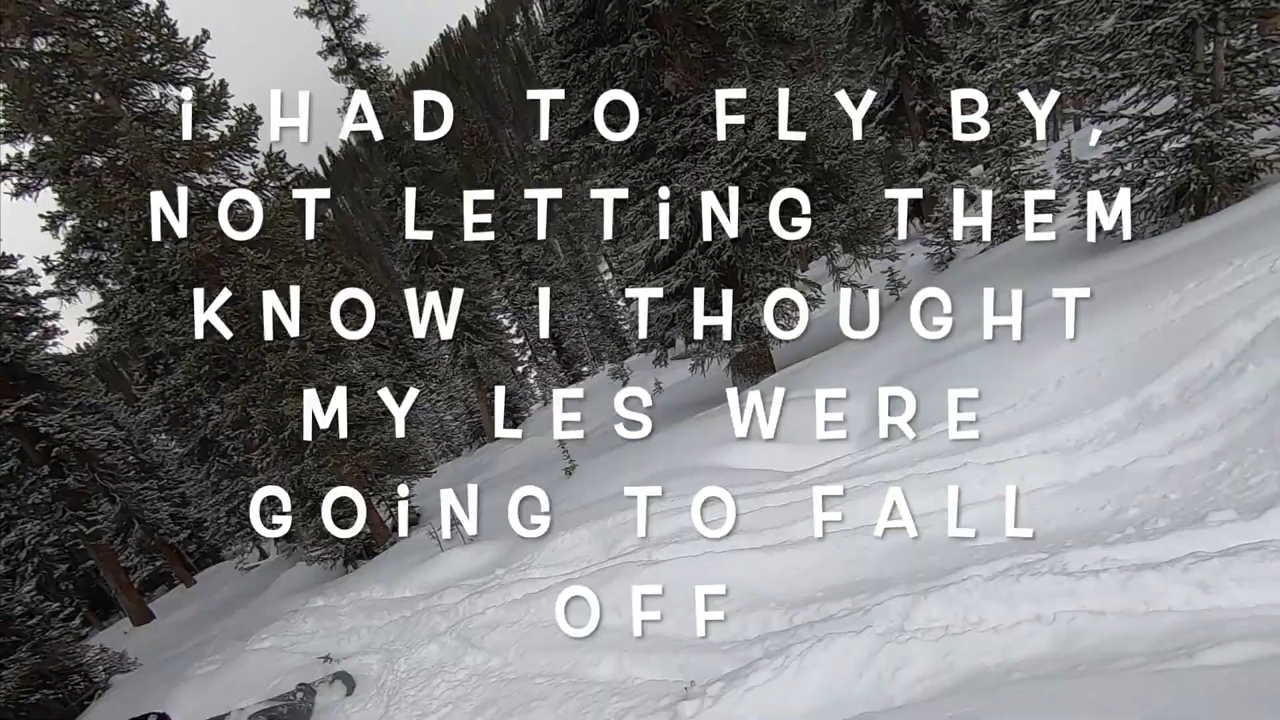 i HAD TO FLY BY,
NOT LETTiNG THEM
KNOW I THOUGHT
MY LES WERE
GOiNG TO FALL
OFF